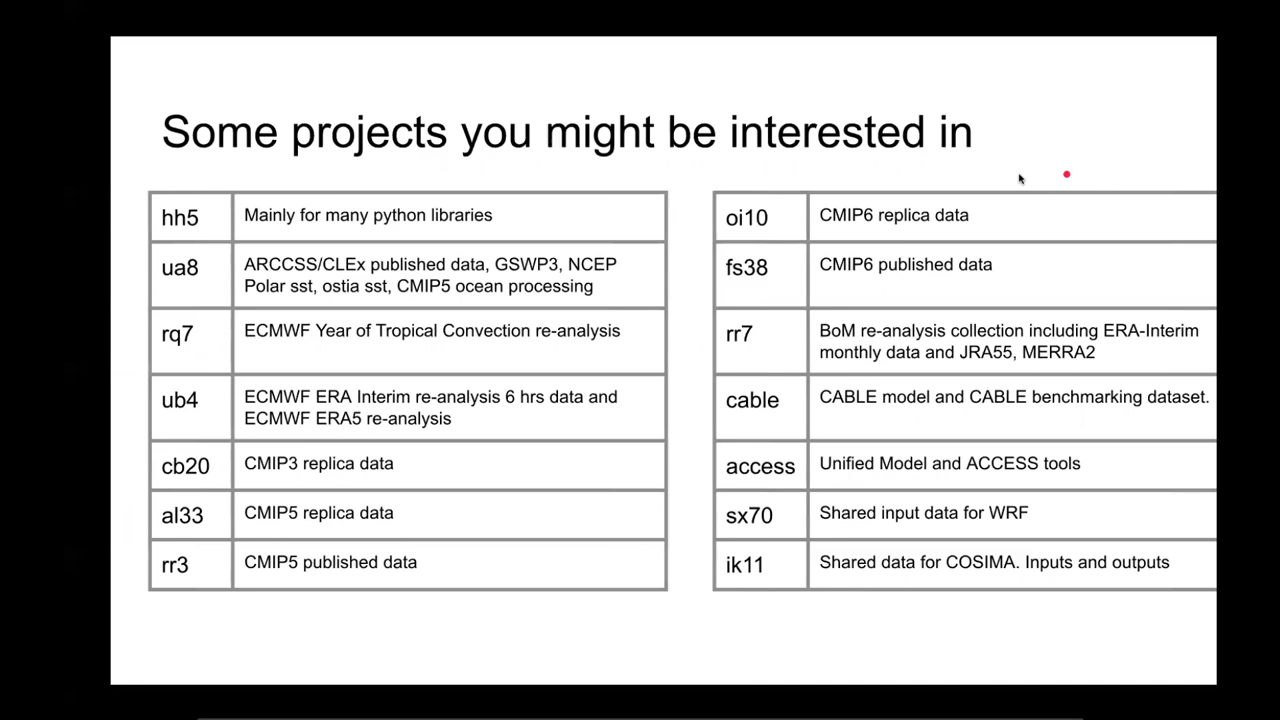 Some projects you might be interested in
hh5 Mainly for many python libraries
ua8 ARCCSS/CLEx published data, GSWP3, NCEP
Polar sst, ostia sst, CMIP5 ocean processing
rq7 ECMWF Year of Tropical Convection re-analysis
ub4 ECMWF ERA Interim re-analysis 6 hrs data and
ECMWF ERA5 re-analysis
cb20 CMIP3 replica data
al33 CMIP5 replica data
rr3 CMIP5 published data
oi10 CMIP6 replica data
fs38 CMIP6 published data
rr7 BoM re-analysis collection including ERA-Interim
monthly data and JRA55, MERRA2
cable CABLE model and CABLE benchmarking dataset.
access Unified Model and ACCESS tools
sx70 Shared input data for WRF
ik11 Shared data for COSIMA. Inputs and outputs